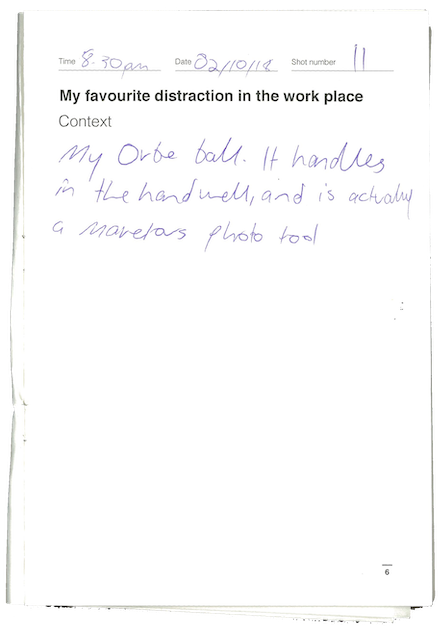 Time 8.30pm Date 02/10/18 Shot number 11
My favourite distraction in the work place
Context
My Orbe ball. It handles
in the hand well, and is actually
a marvelous photo tool
6